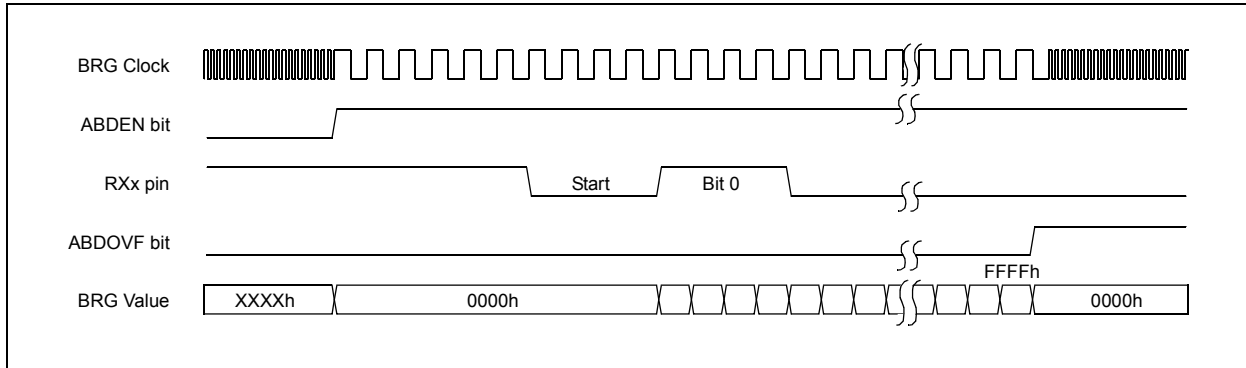 BRG Clock
ABDEN bit
RXx pin
Start
Bit 0
ABDOVF bit
FFFFh
BRG Value
XXXXh
0000h
0000h